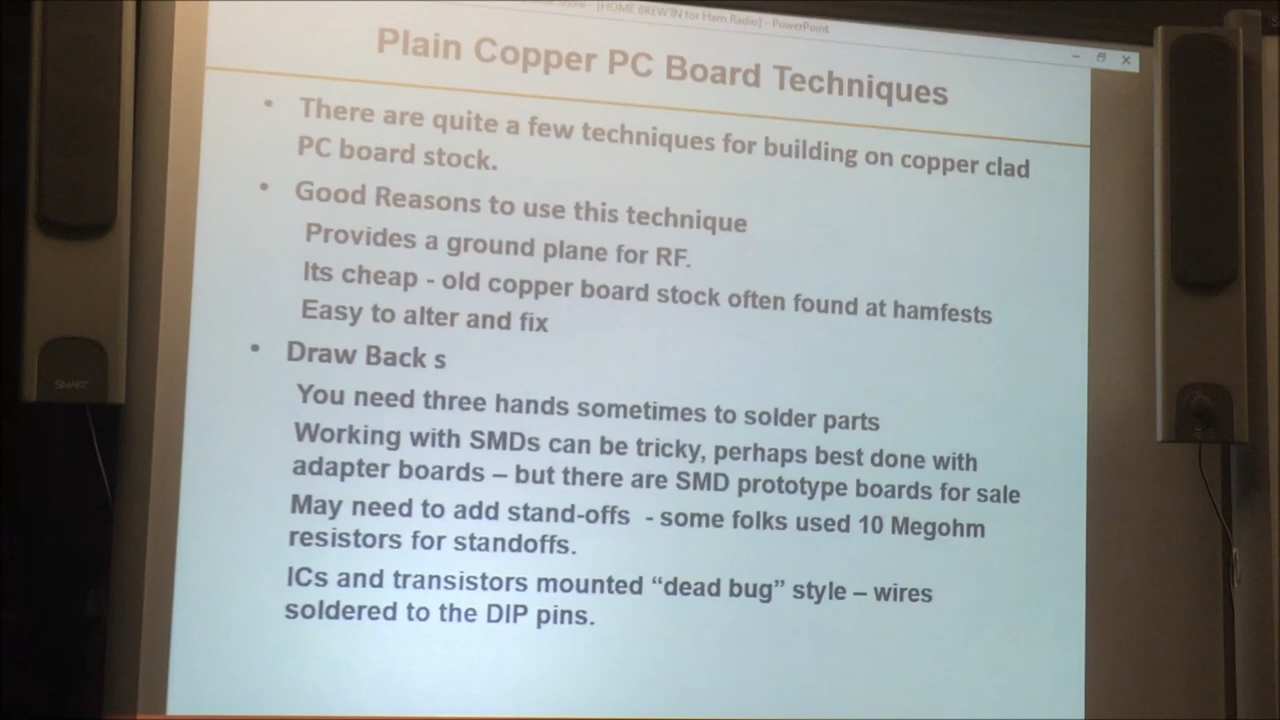 [HOME BREW'IN for Ham Radio] - PowerPoint
Plain Copper PC Board Techniques
• There are quite a few techniques for building on copper clad
PC board stock.
• Good Reasons to use this technique
Provides a ground plane for RF.
Its cheap - old copper board stock often found at hamfests
Easy to alter and fix
• Draw Back s
You need three hands sometimes to solder parts
Working with SMDs can be tricky, perhaps best done with
adapter boards – but there are SMD prototype boards for sale
May need to add stand-offs - some folks used 10 Megohm
resistors for standoffs.
ICs and transistors mounted “dead bug” style – wires
soldered to the DIP pins.
SMART